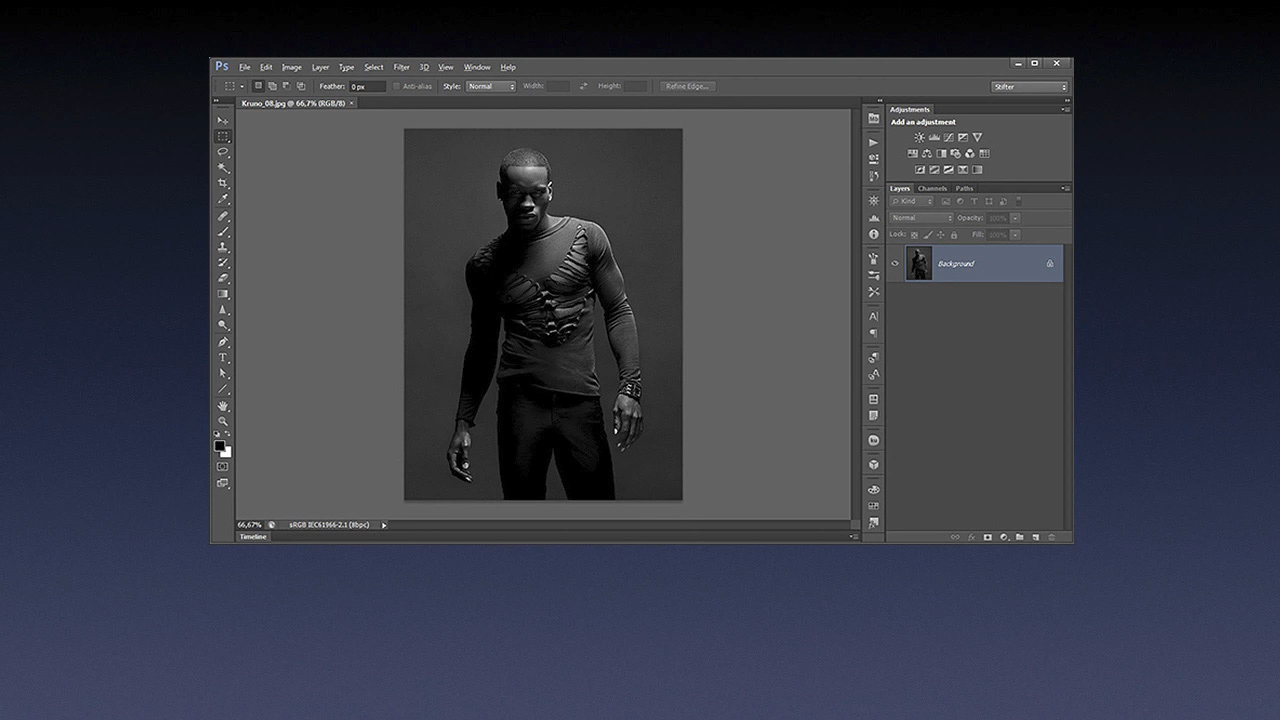 Ps File Edit Image Layer Type Select Filter 3D View Window Help
Feather: 0 px Anti-alias Style: Normal Width: Height: Refine Edge... Stifter
Kruno_08.jpg @ 66,7% (RGB/8) ×
Adjustments
Add an adjustment
Layers Channels Paths
Kind
Normal Opacity: 100%
Lock: Fill: 100%
Background
66,67% sRGB IEC61966-2.1 (8bpc)
Timeline